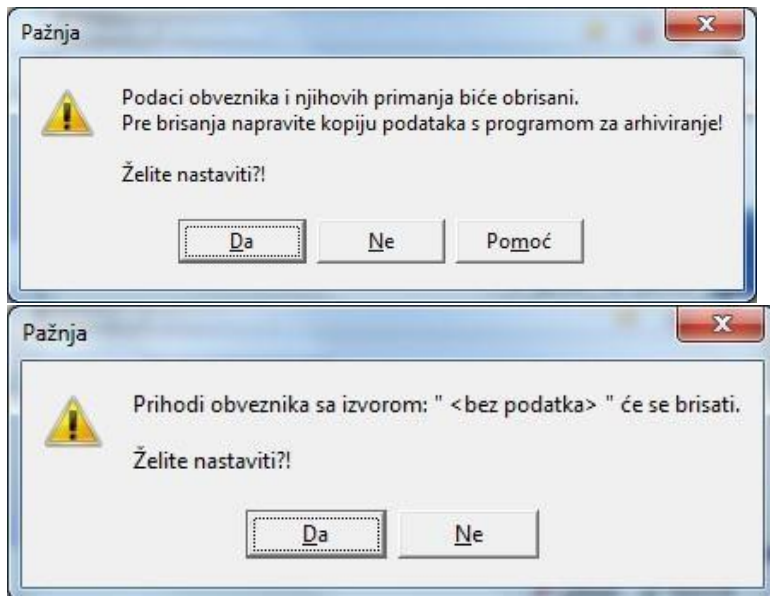 Pažnja
Podaci obveznika i njihovih primanja biće obrisani.
Pre brisanja napravite kopiju podataka s programom za arhiviranje!
Želite nastaviti?!
Da Ne Pomoć
Pažnja
Prihodi obveznika sa izvorom: " <bez podatka> " će se brisati.
Želite nastaviti?!
Da Ne